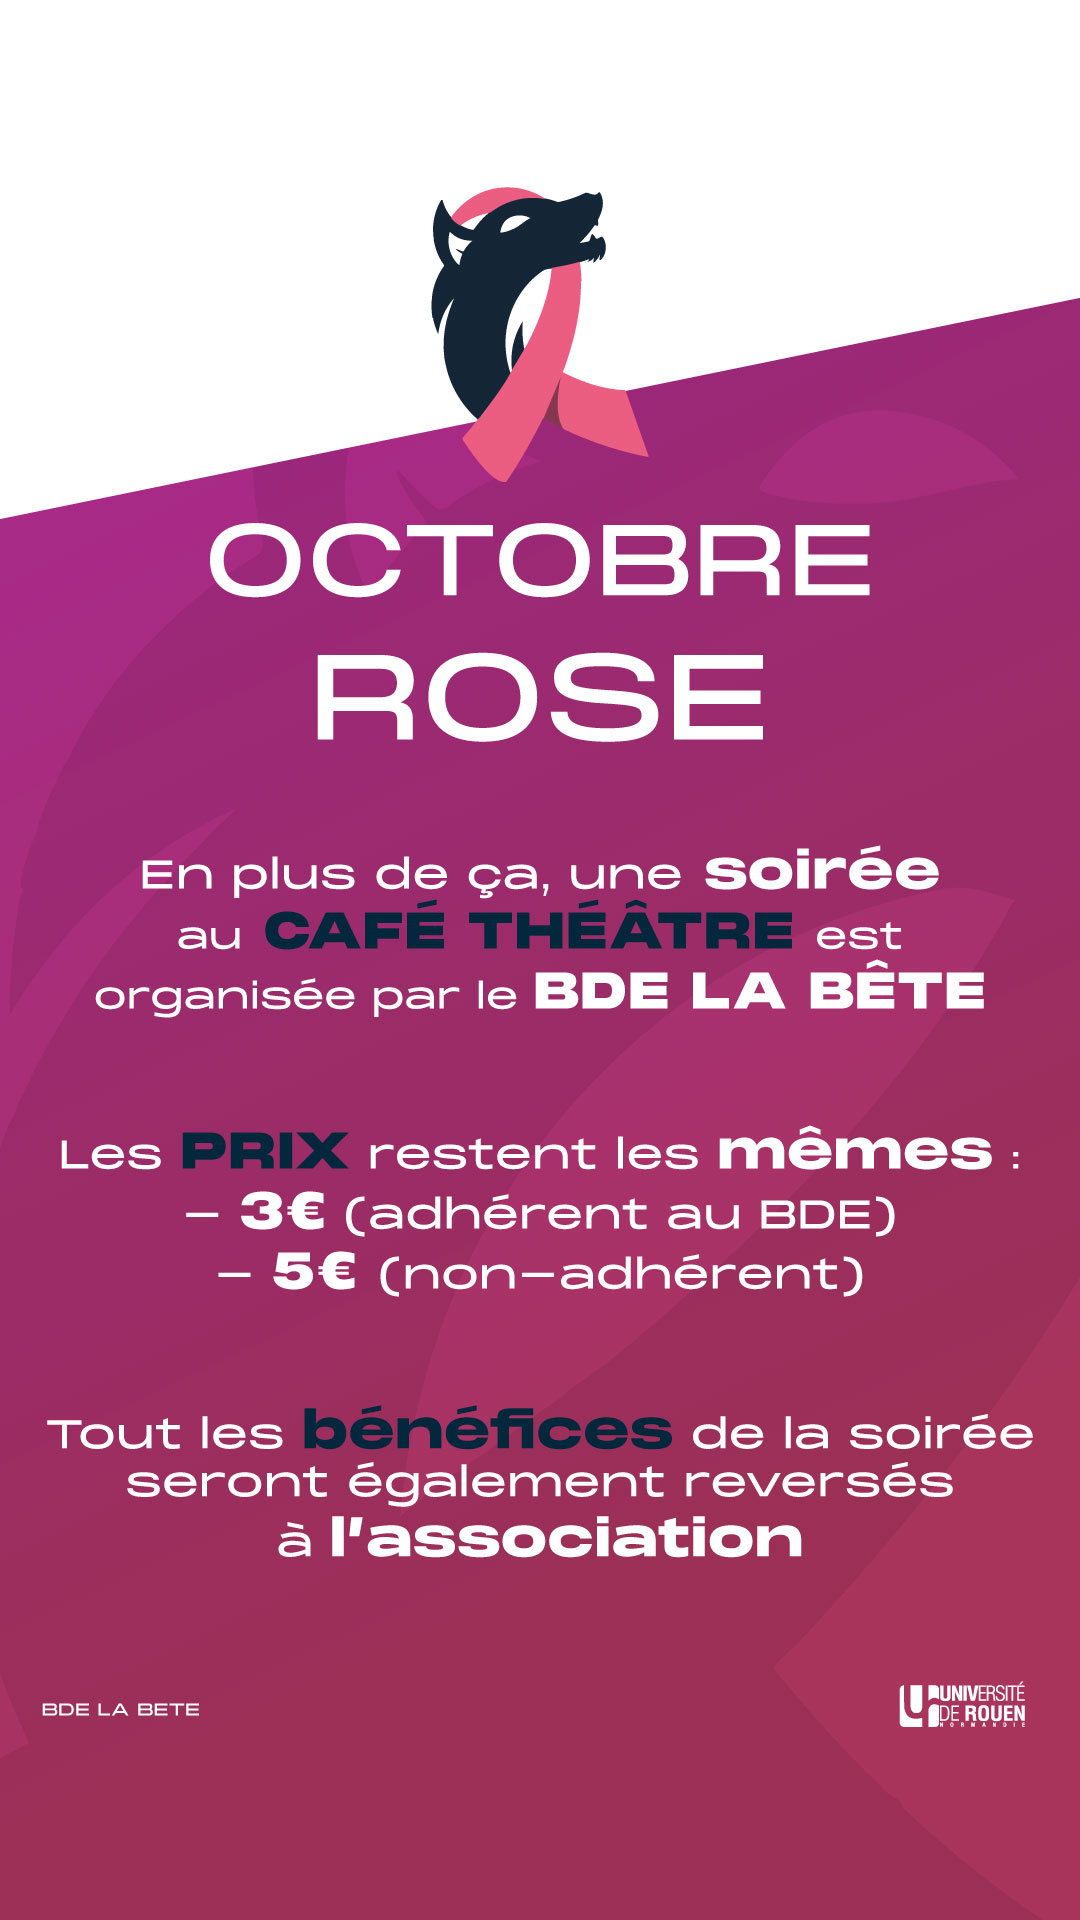 OCTOBRE
ROSE
En plus de ça, une soirée
au CAFÉ THÉÂTRE est
organisée par le BDE LA BÊTE
Les PRIX restent les mêmes :
– 3€ (adhérent au BDE)
– 5€ (non-adhérent)
Tout les bénéfices de la soirée
seront également reversés
à l'association
BDE LA BETE
UNIVERSITÉ
DE ROUEN
NORMANDIE